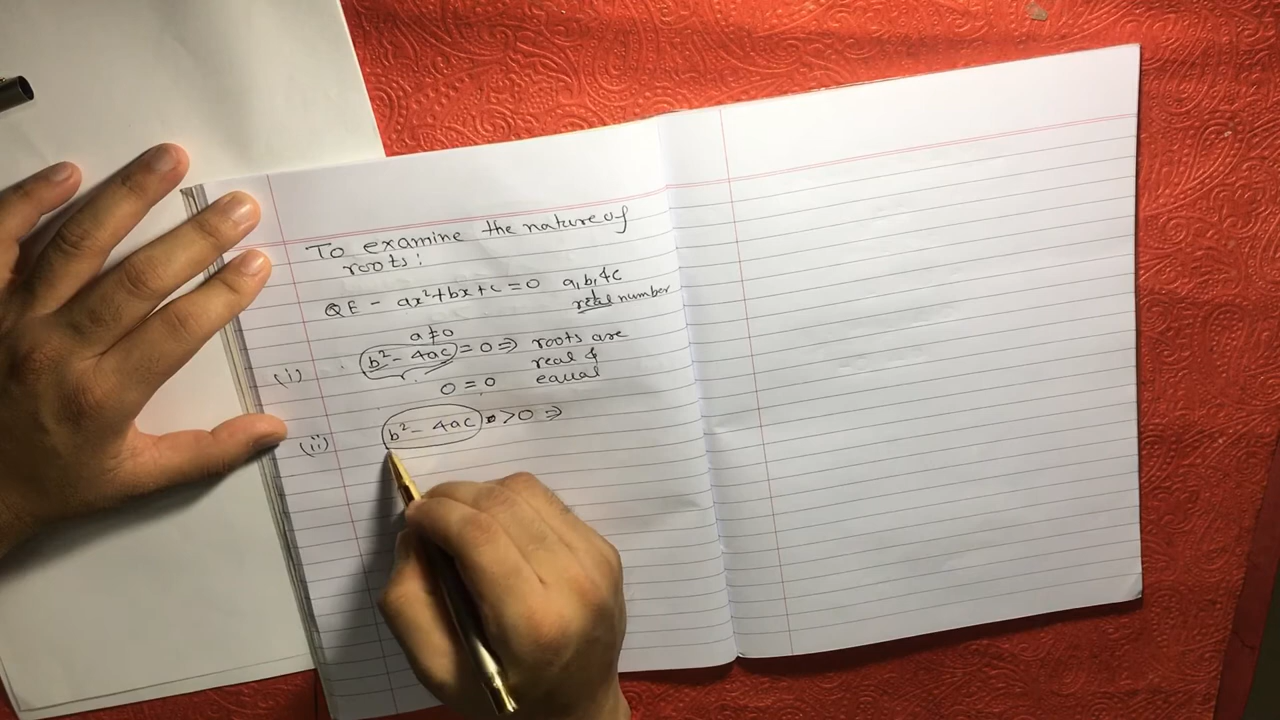 To examine the nature of
roots:
QE - ax²+bx+c=0 a, b, & c
real number
a≠0
(i) b²- 4ac = 0 ⇒ roots are
real &
0 = 0 equal
(ii) b²- 4ac > 0 ⇒